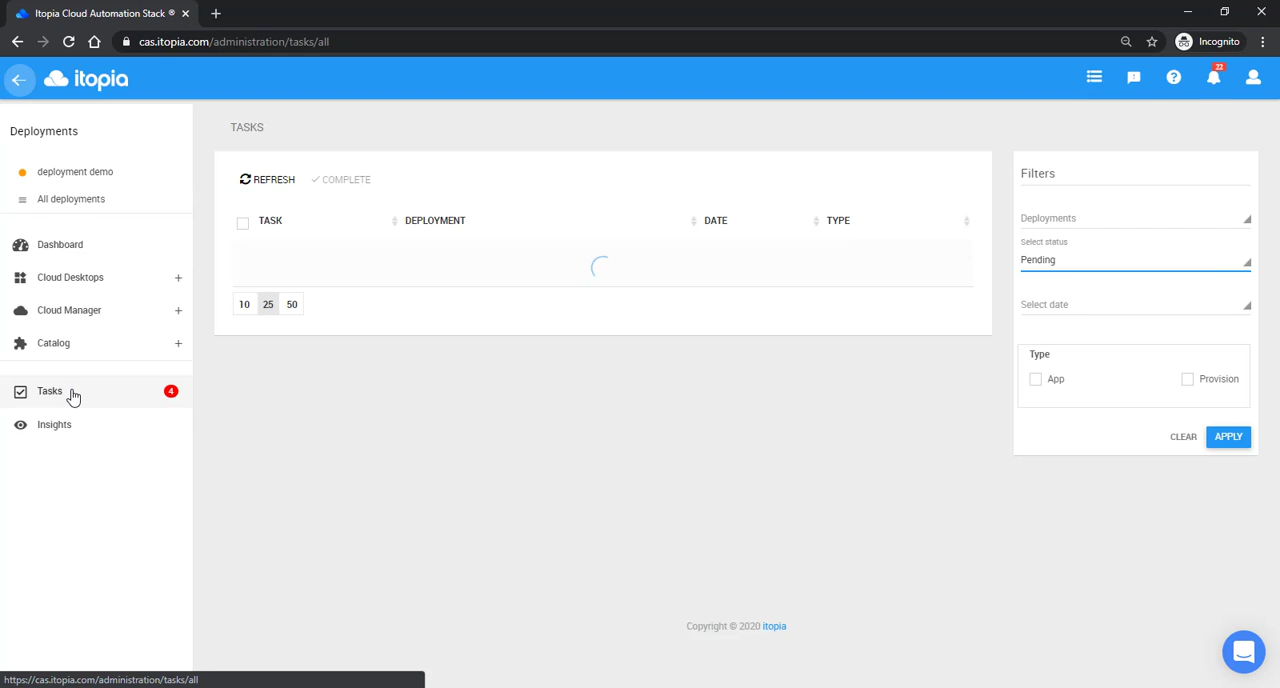 Itopia Cloud Automation Stack ®
cas.itopia.com/administration/tasks/all
Incognito
itopia
22
Deployments
deployment demo
All deployments
Dashboard
Cloud Desktops +
Cloud Manager +
Catalog +
Tasks 4
Insights
TASKS
REFRESH COMPLETE
TASK DEPLOYMENT DATE TYPE
10 25 50
Filters
Deployments
Select status
Pending
Select date
Type
App Provision
CLEAR APPLY
Copyright © 2020 itopia
https://cas.itopia.com/administration/tasks/all